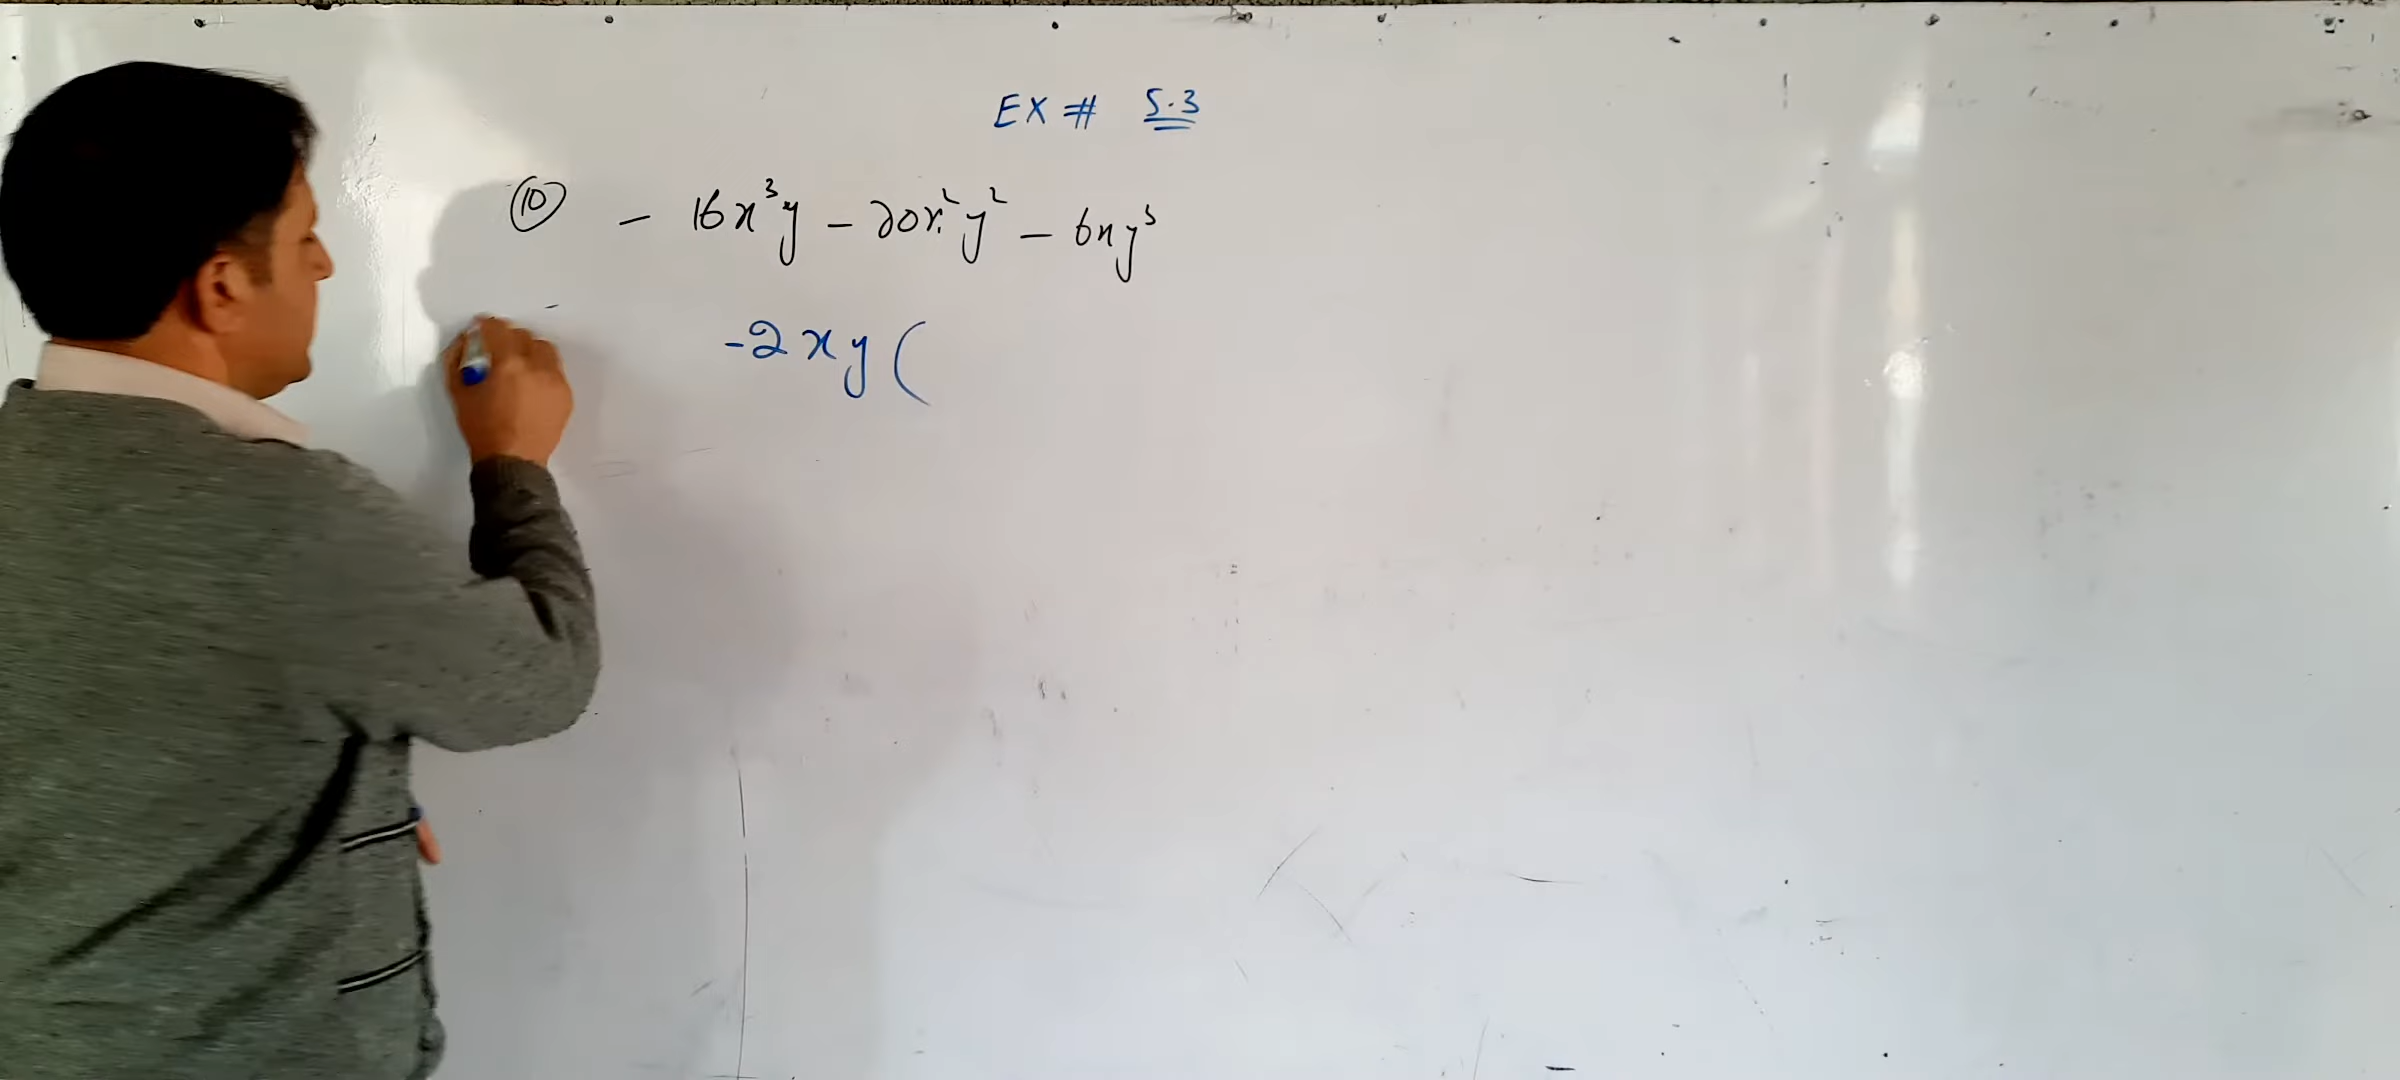 EX # 5.3
⑩ - 16x³y - 20x²y² - 6xy³
-2xy(